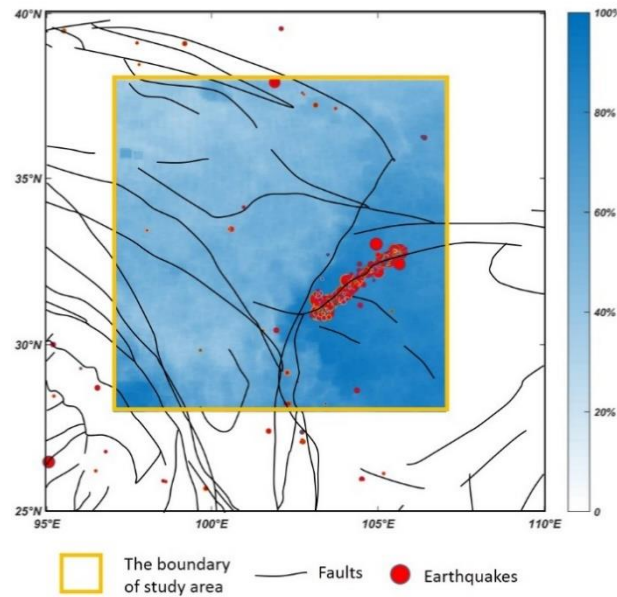 40°N
35°N
30°N
25°N
95°E
100°E
105°E
110°E
100%
80%
60%
40%
20%
0
The boundary
of study area
Faults
Earthquakes